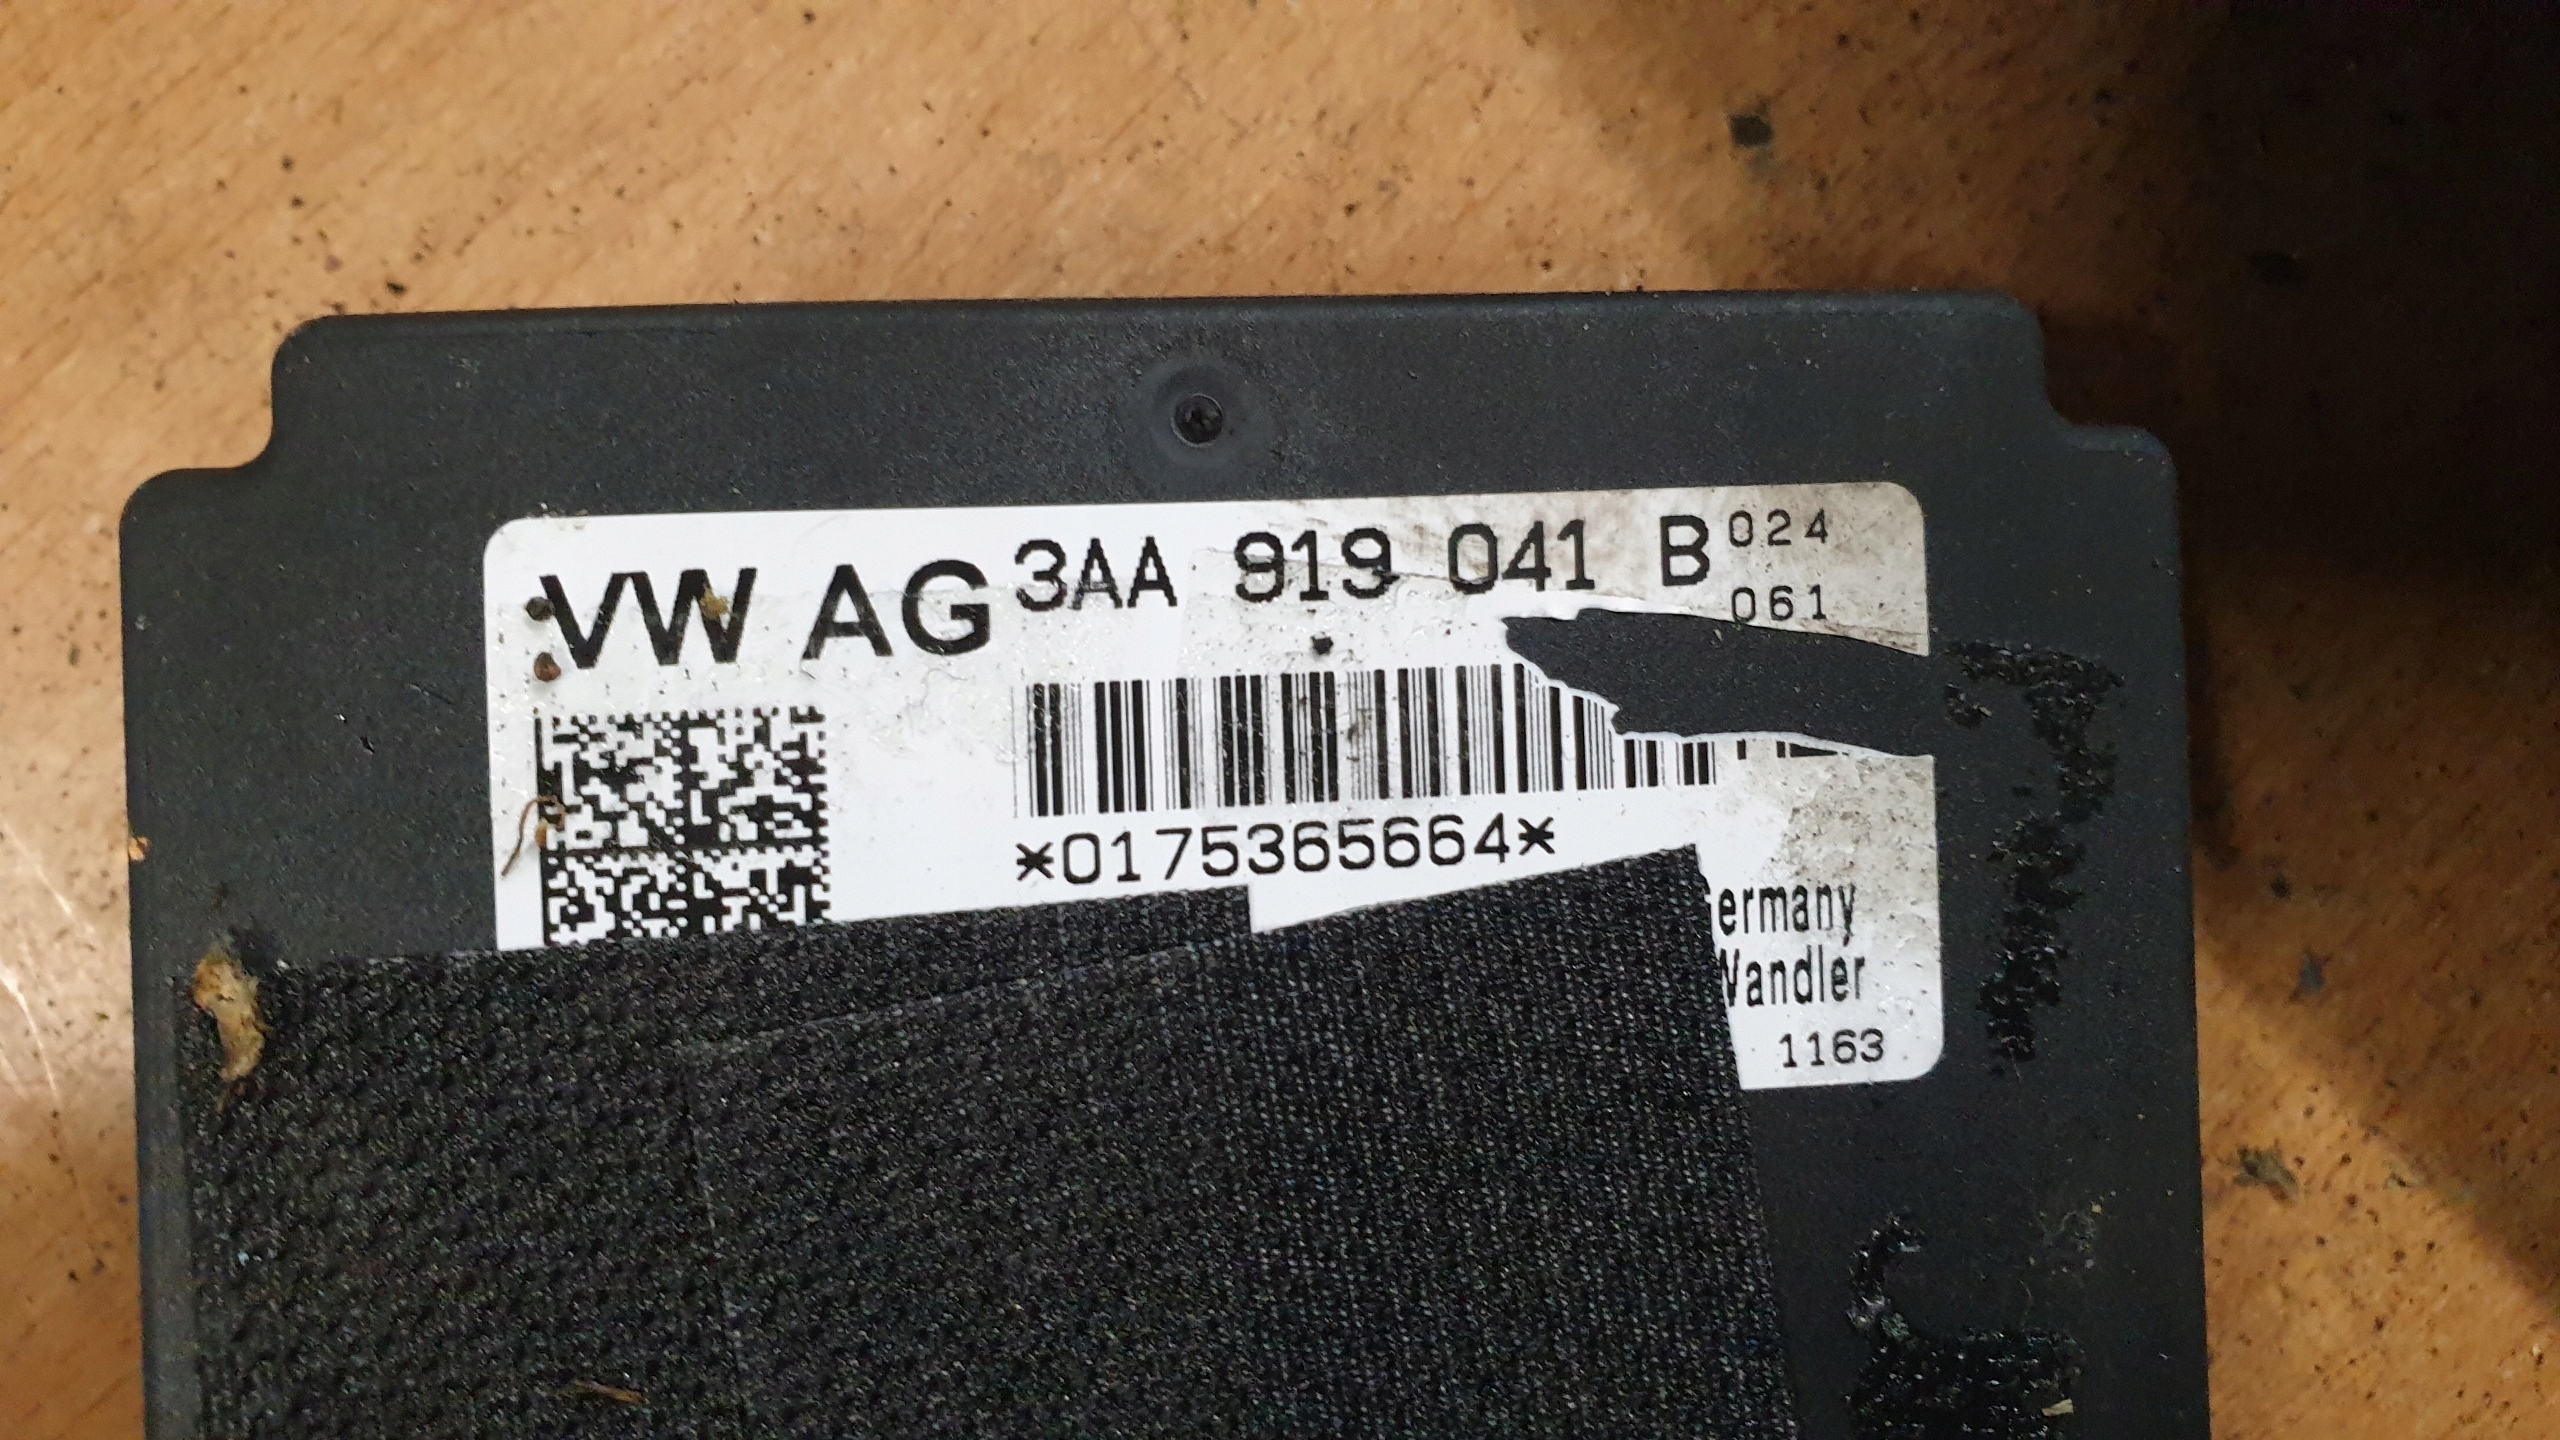 VW AG 3AA 919 041 B 024
061
*0175365664*
ermany
Wandler
1163